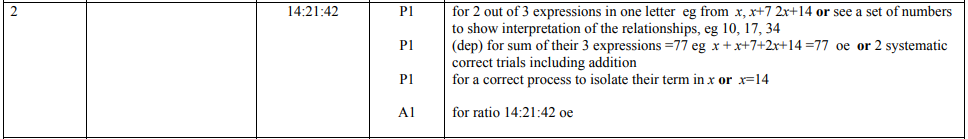 2 14:21:42 P1 for 2 out of 3 expressions in one letter eg from x, x+7 2x+14 or see a set of numbers
to show interpretation of the relationships, eg 10, 17, 34
P1 (dep) for sum of their 3 expressions =77 eg x + x+7+2x+14 =77 oe or 2 systematic
correct trials including addition
P1 for a correct process to isolate their term in x or x=14
A1 for ratio 14:21:42 oe